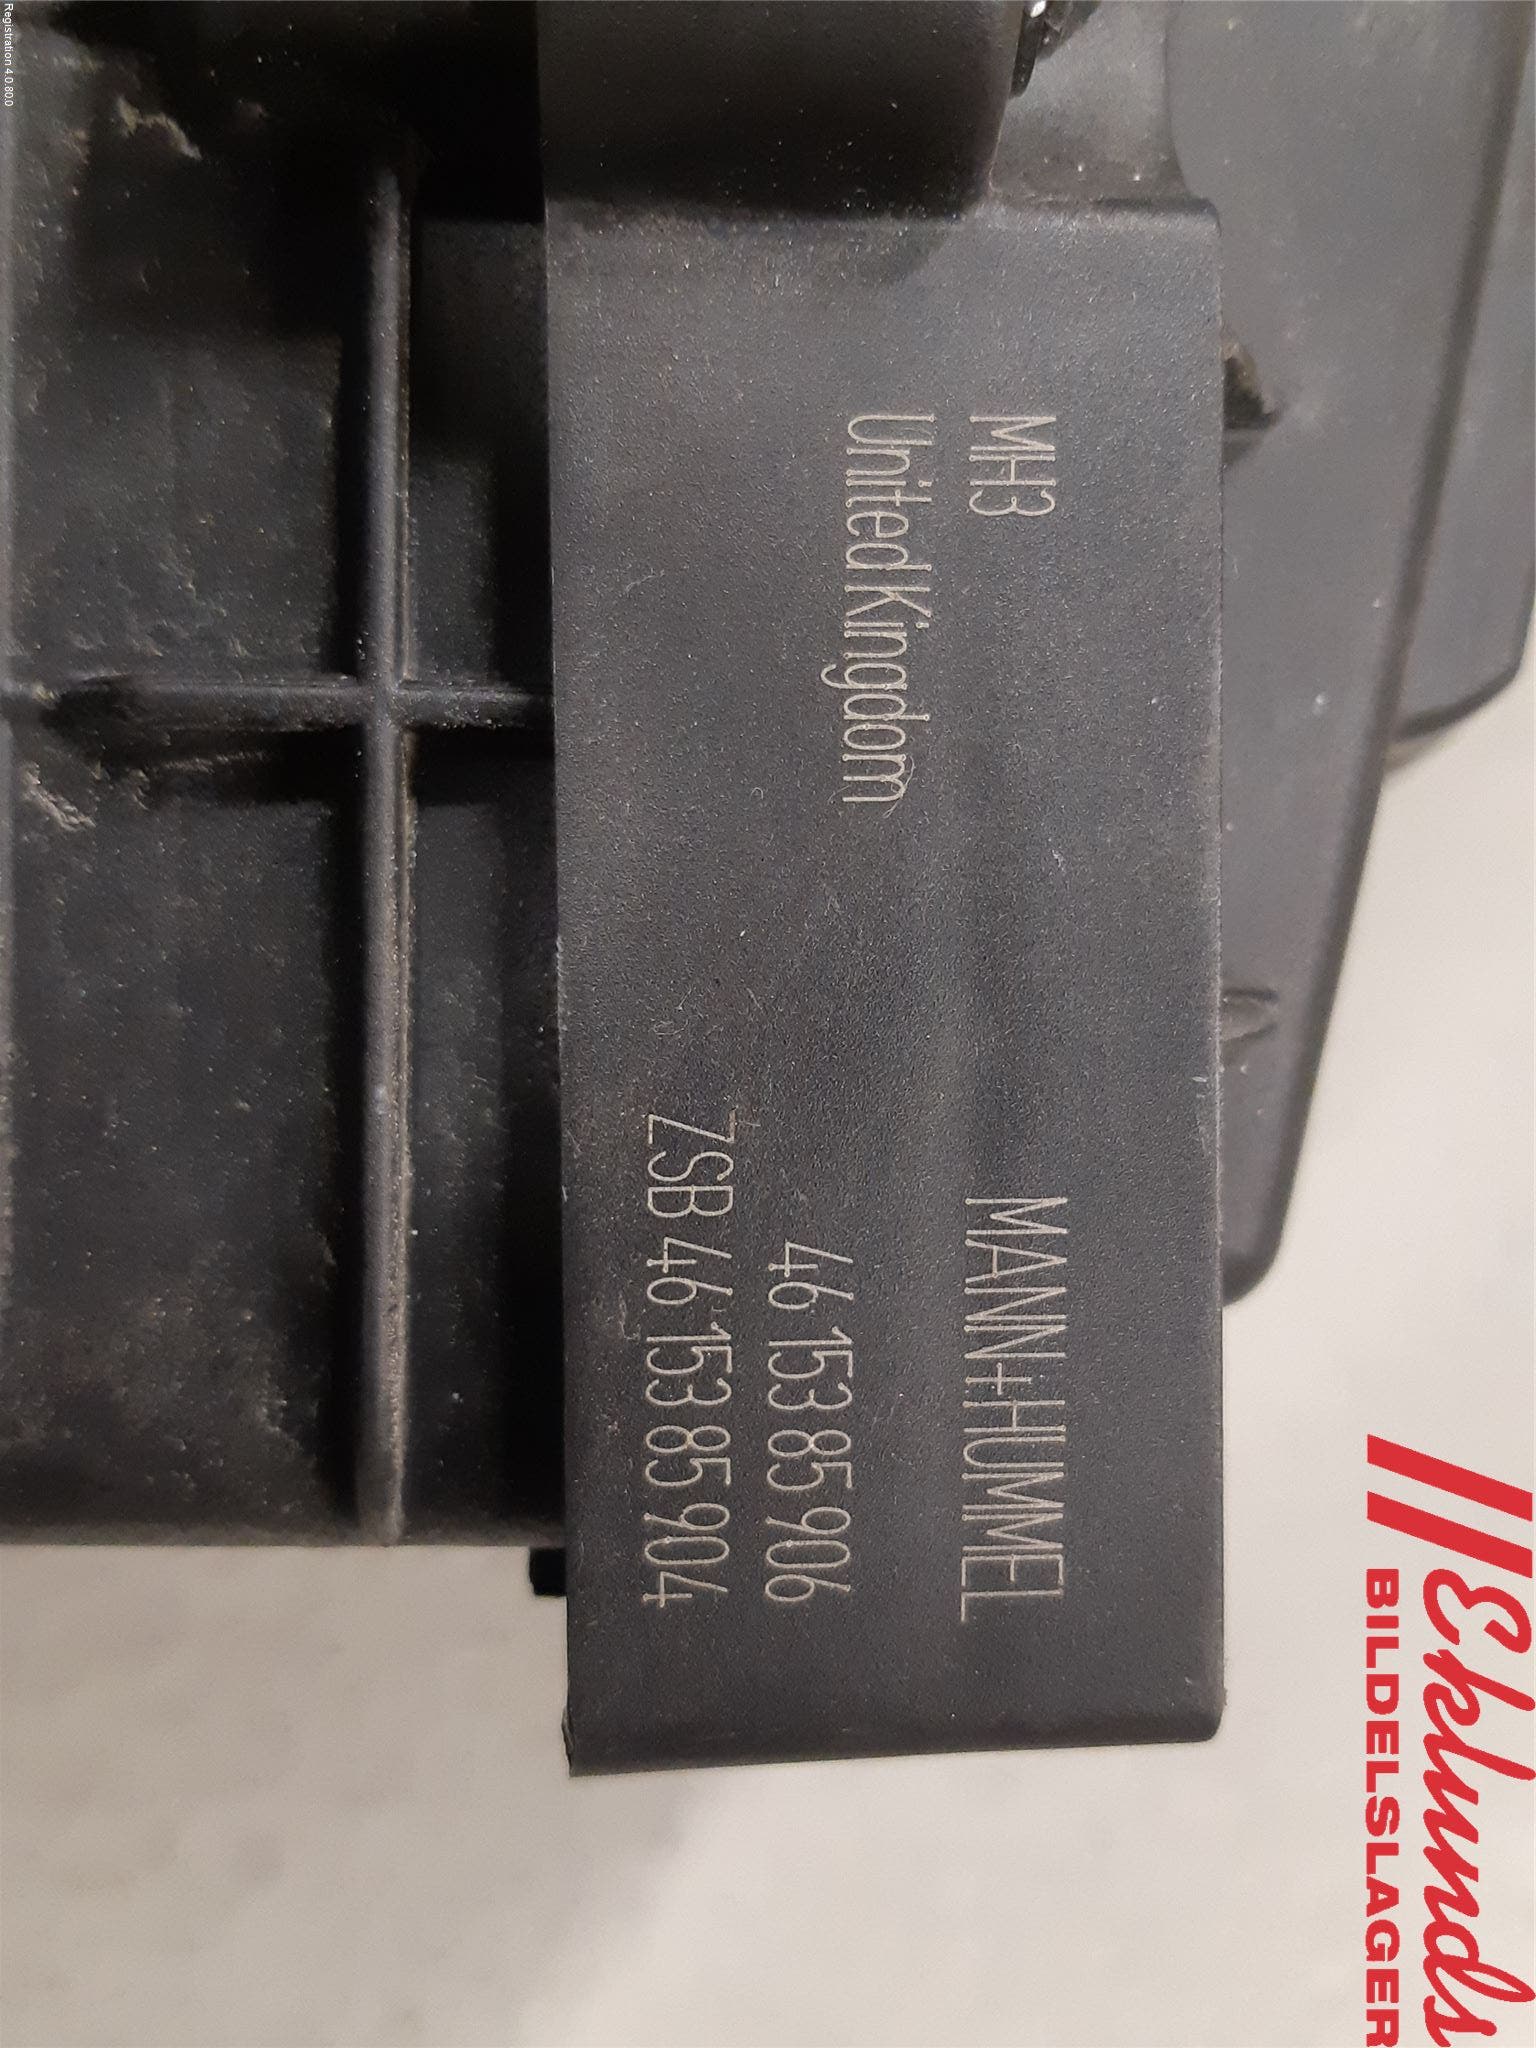 Registration 4.0.80.0
MH3
MANN+HUMMEL
United Kingdom
46 153 85 906
ZSB 46 153 85 904
Eklunds
BILDELSLAGER